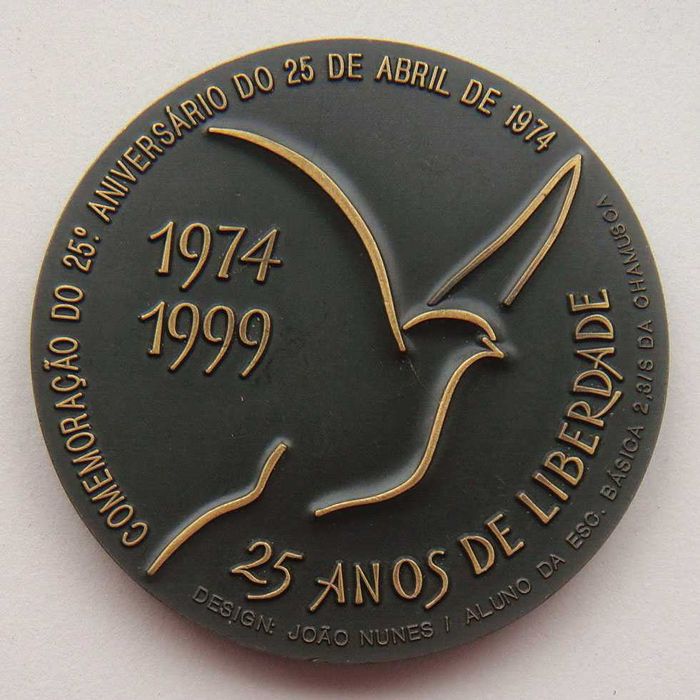 COMEMORAÇÃO DO 25.º ANIVERSÁRIO DO 25 DE ABRIL DE 1974
1974
1999
25 ANOS DE LIBERDADE
DESIGN: JOÃO NUNES / ALUNO DA ESC. BÁSICA 2,3/S DA CHAMUSCA